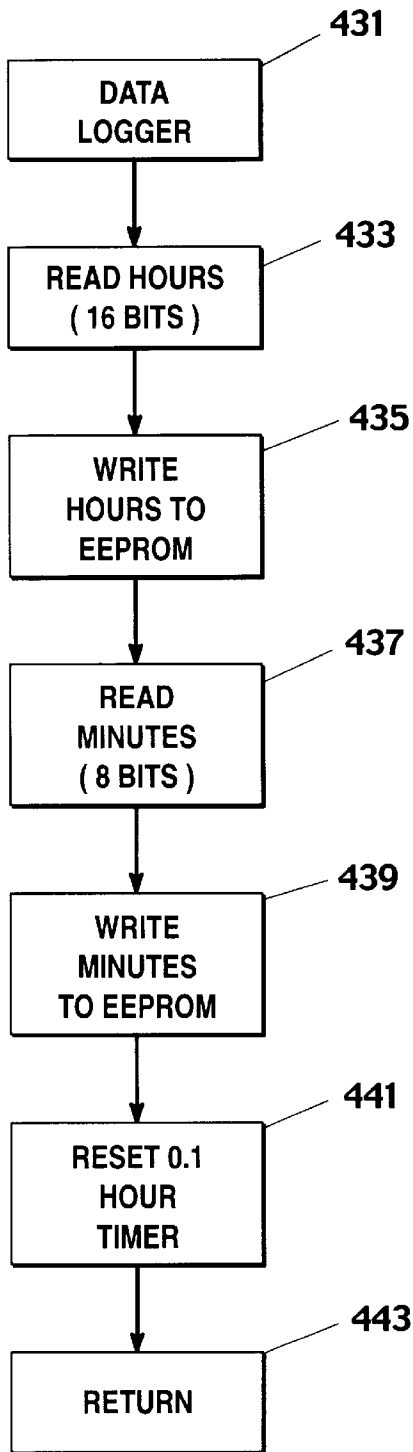 431
DATA
LOGGER
433
READ HOURS
( 16 BITS )
435
WRITE
HOURS TO
EEPROM
437
READ
MINUTES
( 8 BITS )
439
WRITE
MINUTES
TO EEPROM
441
RESET 0.1
HOUR
TIMER
443
RETURN